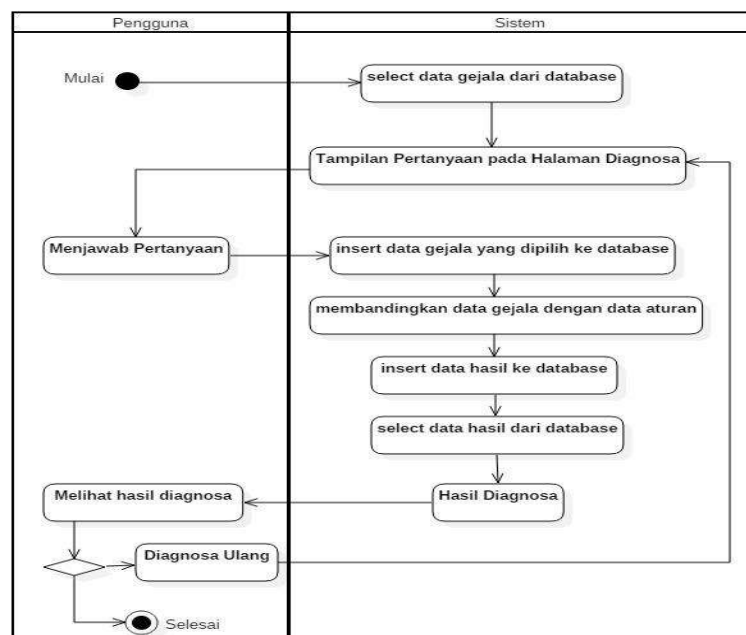 Pengguna
Sistem
Mulai
select data gejala dari database
Tampilan Pertanyaan pada Halaman Diagnosa
Menjawab Pertanyaan
insert data gejala yang dipilih ke database
membandingkan data gejala dengan data aturan
insert data hasil ke database
select data hasil dari database
Melihat hasil diagnosa
Hasil Diagnosa
Diagnosa Ulang
Selesai